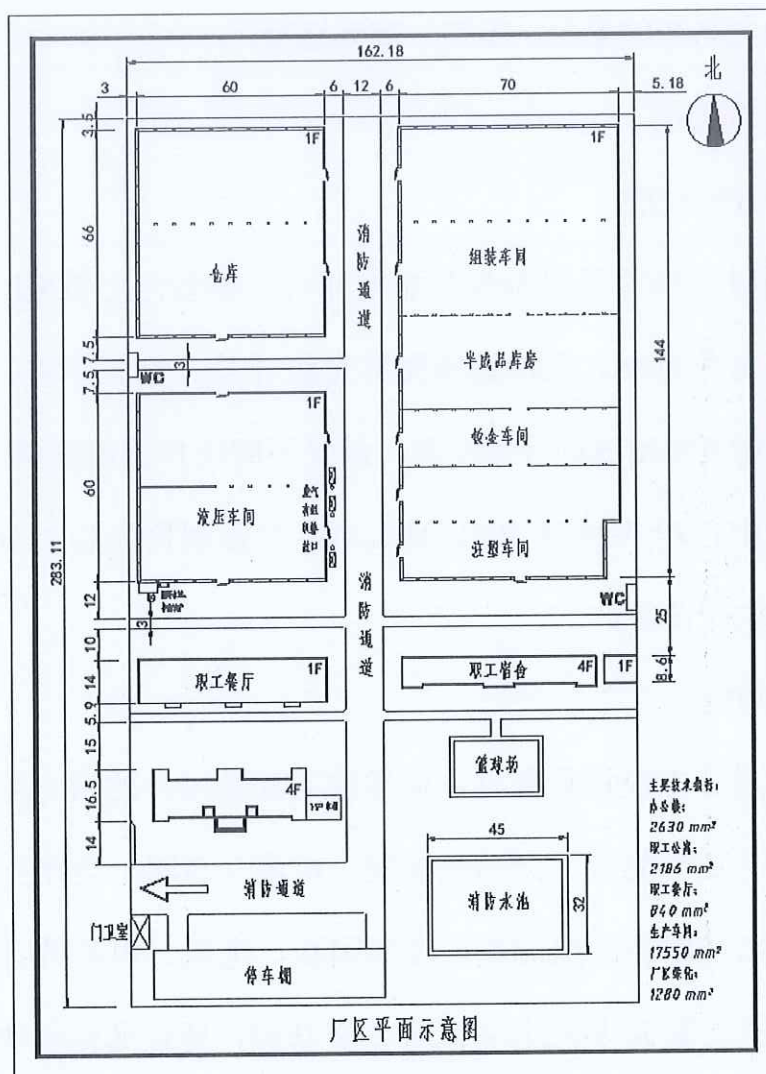 162.18
北
3 60 6 12 6 70 5.18
3.5
1F
1F
66
消防通道
组装车间
仓库
半成品库房
144
7.5
WC
3
7.5
1F
钣金车间
60
液压车间
283.11
注塑车间
12
消防通道
WC
3
25
10
职工餐厅
1F
职工宿舍
4F
1F
14
8.6
5.9
15
篮球场
4F
16.5
45
14
消防通道
消防水池
32
门卫室
停车棚
主要技术指标:
办公楼:
2630 mm²
职工公寓:
2186 mm²
职工餐厅:
840 mm²
生产车间:
17550 mm²
厂区绿化:
1280 mm²
厂区平面示意图